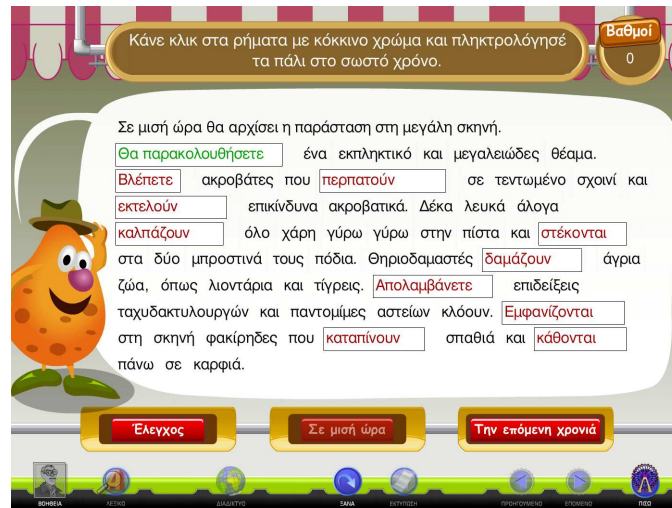 Κάνε κλικ στα ρήματα με κόκκινο χρώμα και πληκτρολόγησέ
τα πάλι στο σωστό χρόνο.
Βαθμοί
0
Σε μισή ώρα θα αρχίσει η παράσταση στη μεγάλη σκηνή.
Θα παρακολουθήσετε ένα εκπληκτικό και μεγαλειώδες θέαμα.
Βλέπετε ακροβάτες που περπατούν σε τεντωμένο σχοινί και
εκτελούν επικίνδυνα ακροβατικά. Δέκα λευκά άλογα
καλπάζουν όλο χάρη γύρω γύρω στην πίστα και στέκονται
στα δύο μπροστινά τους πόδια. Θηριοδαμαστές δαμάζουν άγρια
ζώα, όπως λιοντάρια και τίγρεις. Απολαμβάνετε επιδείξεις
ταχυδακτυλουργών και παντομίμες αστείων κλόουν. Εμφανίζονται
στη σκηνή φακίρηδες που καταπίνουν σπαθιά και κάθονται
πάνω σε καρφιά.
Έλεγχος Σε μισή ώρα Την επόμενη χρονιά
ΒΟΗΘΕΙΑ ΛΕΞΙΚΟ ΔΙΑΔΙΚΤΥΟ ΞΑΝΑ ΕΚΤΥΠΩΣΗ ΠΡΟΗΓΟΥΜΕΝΟ ΕΠΟΜΕΝΟ ΠΙΣΩ